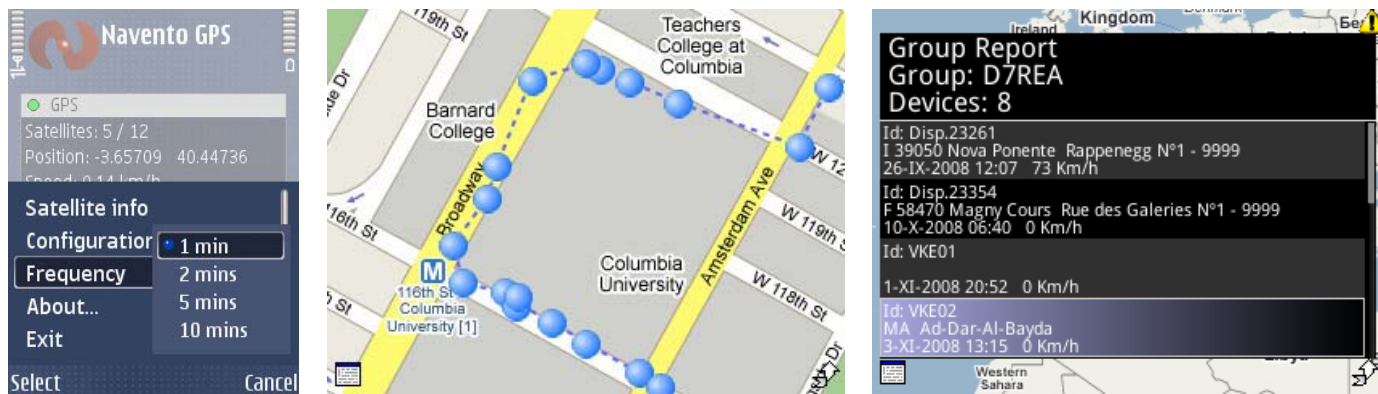 Navento GPS
GPS
Satellites: 5 / 12
Position: -3.65709 40.44736
Speed: 0.14 km/h
Satellite info
Configuration
Frequency
About...
Exit
1 min
2 mins
5 mins
10 mins
Select
Cancel
119th St
Teachers
College at
Columbia
Barnard
College
Broadway
116th St
M
116th St
Columbia
University [1]
Columbia
University
Amsterdam Ave
W 119th
W 118th St
Kingdom
Ireland
Group Report
Group: D7REA
Devices: 8
Id: Disp.23261
I 39050 Nova Ponente Rappenegg Nº1 - 9999
26-IX-2008 12:07 73 Km/h
Id: Disp.23354
F 58470 Magny Cours Rue des Galeries Nº1 - 9999
10-X-2008 06:40 0 Km/h
Id: VKE01
1-XI-2008 20:52 0 Km/h
Id: VKE02
MA Ad-Dar-Al-Bayda
3-XI-2008 13:15 0 Km/h
Western
Sahara